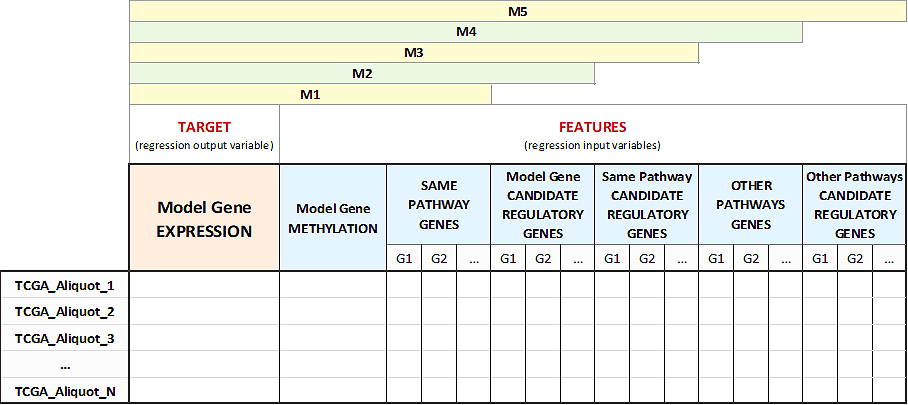 M5
M4
M3
M2
M1
TARGET
(regression output variable)
FEATURES
(regression input variables)
Model Gene
EXPRESSION
Model Gene
METHYLATION
SAME
PATHWAY
GENES
Model Gene
CANDIDATE
REGULATORY
GENES
Same Pathway
CANDIDATE
REGULATORY
GENES
OTHER
PATHWAYS
GENES
Other Pathways
CANDIDATE
REGULATORY
GENES
G1 G2 ... G1 G2 ... G1 G2 ... G1 G2 ... G1 G2 ...
TCGA_Aliquot_1
TCGA_Aliquot_2
TCGA_Aliquot_3
...
TCGA_Aliquot_N